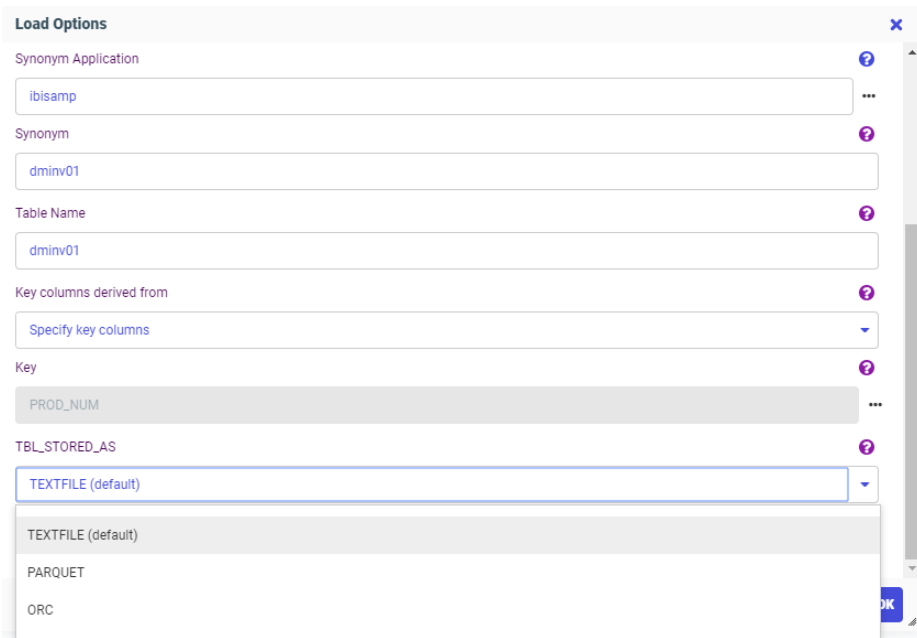 Load Options
Synonym Application
ibisamp
Synonym
dminv01
Table Name
dminv01
Key columns derived from
Specify key columns
Key
PROD_NUM
TBL_STORED_AS
TEXTFILE (default)
TEXTFILE (default)
PARQUET
ORC
OK